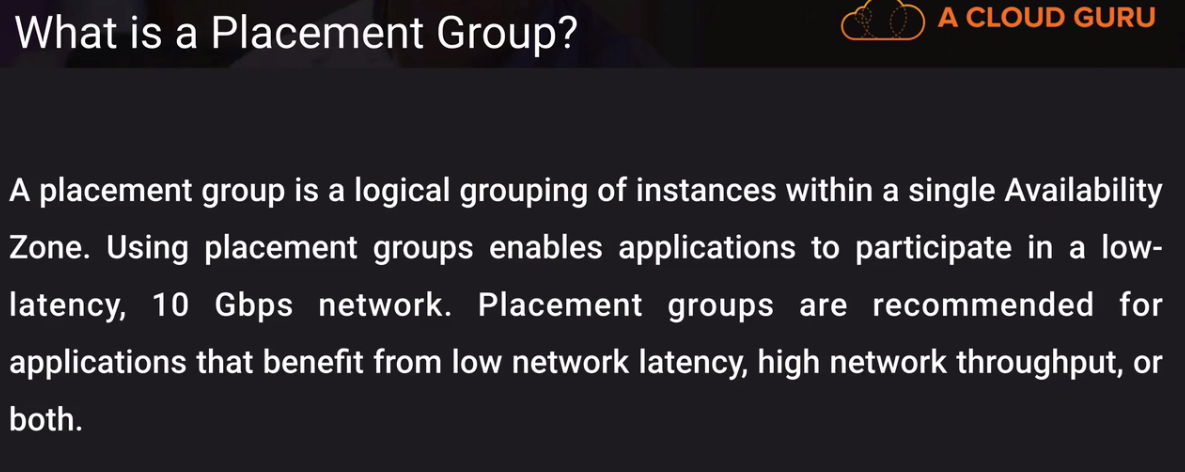 What is a Placement Group?
A CLOUD GURU
A placement group is a logical grouping of instances within a single Availability
Zone. Using placement groups enables applications to participate in a low-
latency, 10 Gbps network. Placement groups are recommended for
applications that benefit from low network latency, high network throughput, or
both.